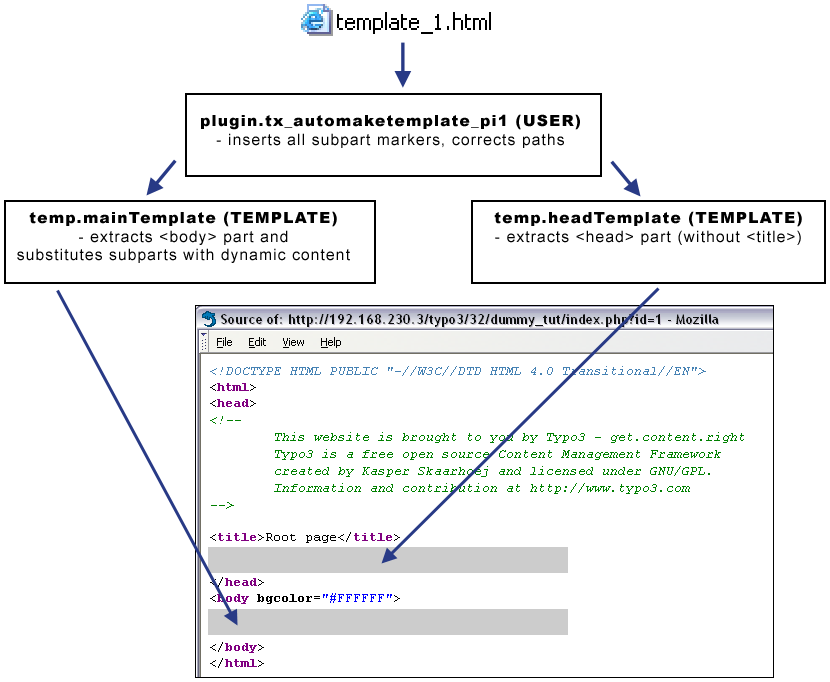 template_1.html
plugin.tx_automaketemplate_pi1 (USER)
- inserts all subpart markers, corrects paths
temp.mainTemplate (TEMPLATE)
- extracts <body> part and
substitutes subparts with dynamic content
temp.headTemplate (TEMPLATE)
- extracts <head> part (without <title>)
Source of: http://192.168.230.3/typo3/32/dummy_tut/index.php?id=1 - Mozilla
File Edit View Help
<!DOCTYPE HTML PUBLIC "-//W3C//DTD HTML 4.0 Transitional//EN">
<html>
<head>
<!--
This website is brought to you by Typo3 - get.content.right
Typo3 is a free open source Content Management Framework
created by Kasper Skaarhoej and licensed under GNU/GPL.
Information and contribution at http://www.typo3.com
-->
<title>Root page</title>
</head>
<body bgcolor="#FFFFFF">
</body>
</html>